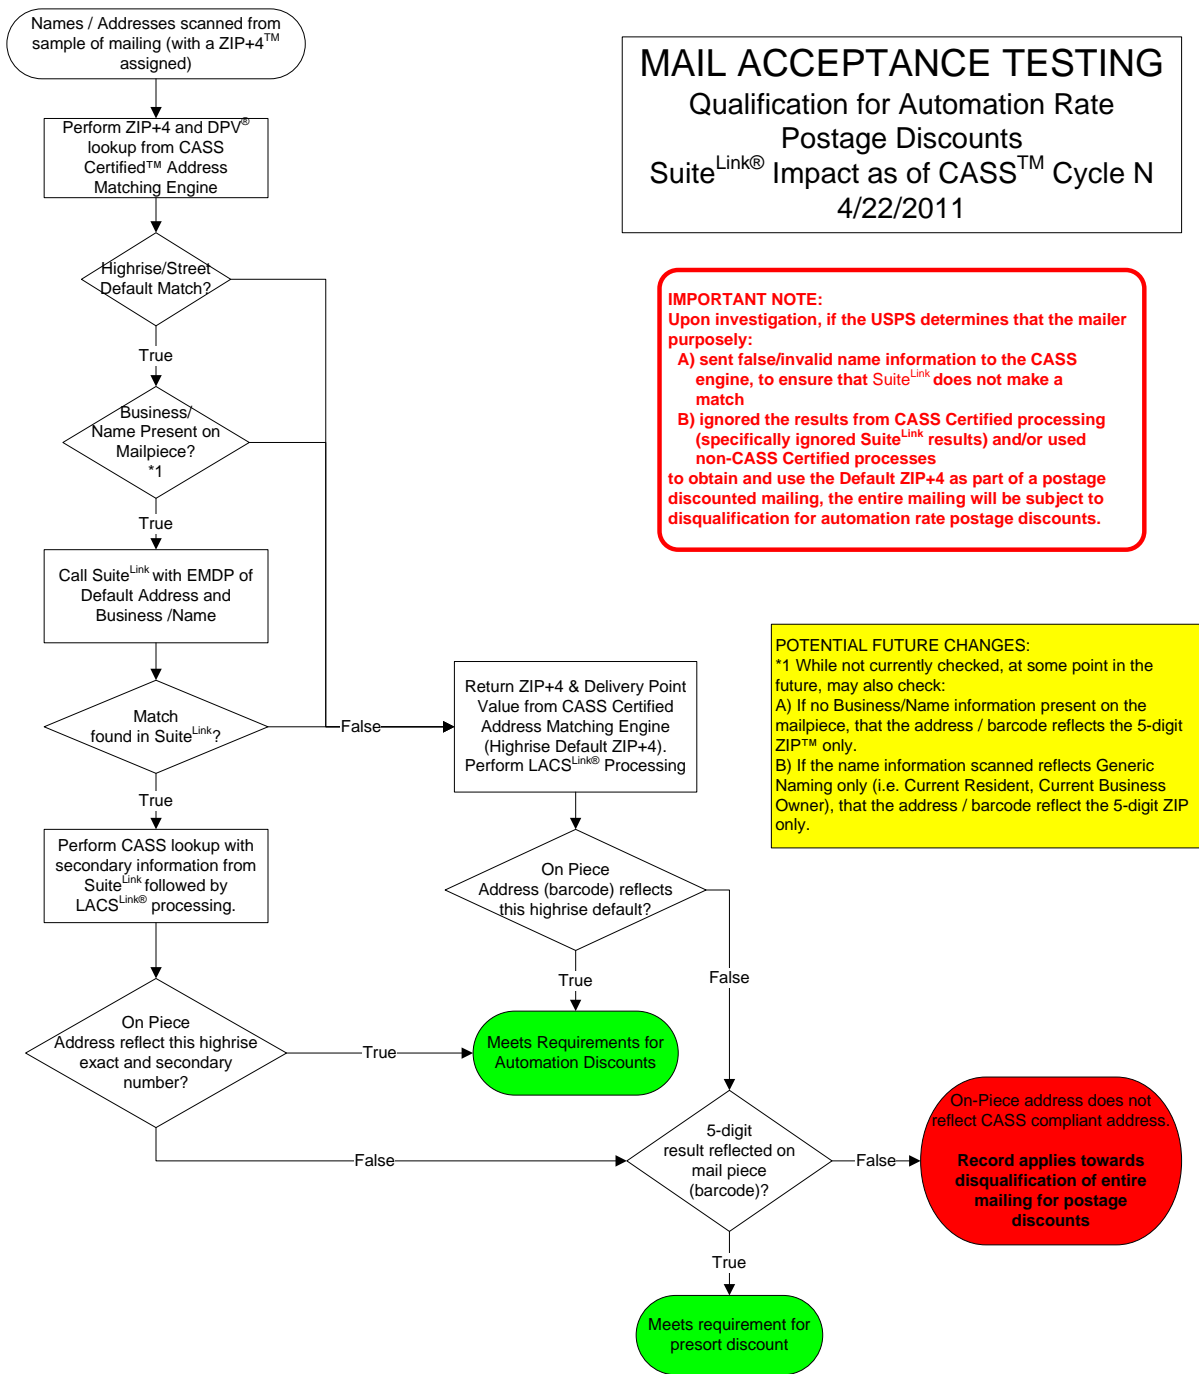 Names / Addresses scanned from
sample of mailing (with a ZIP+4TM
assigned)
MAIL ACCEPTANCE TESTING
Qualification for Automation Rate
Postage Discounts
SuiteLink® Impact as of CASSTM Cycle N
4/22/2011
Perform ZIP+4 and DPV®
lookup from CASS
Certified™ Address
Matching Engine
Highrise/Street
Default Match?
IMPORTANT NOTE:
Upon investigation, if the USPS determines that the mailer
purposely:
A) sent false/invalid name information to the CASS
engine, to ensure that SuiteLink does not make a
match
B) ignored the results from CASS Certified processing
(specifically ignored SuiteLink results) and/or used
non-CASS Certified processes
to obtain and use the Default ZIP+4 as part of a postage
discounted mailing, the entire mailing will be subject to
disqualification for automation rate postage discounts.
True
Business/
Name Present on
Mailpiece?
*1
True
Call SuiteLink with EMDP of
Default Address and
Business /Name
POTENTIAL FUTURE CHANGES:
*1 While not currently checked, at some point in the
future, may also check:
A) If no Business/Name information present on the
mailpiece, that the address / barcode reflects the 5-digit
ZIP™ only.
B) If the name information scanned reflects Generic
Naming only (i.e. Current Resident, Current Business
Owner), that the address / barcode reflect the 5-digit ZIP
only.
Match
found in SuiteLink?
False
Return ZIP+4 & Delivery Point
Value from CASS Certified
Address Matching Engine
(Highrise Default ZIP+4).
Perform LACSLink® Processing
True
Perform CASS lookup with
secondary information from
SuiteLink followed by
LACSLink® processing.
On Piece
Address (barcode) reflects
this highrise default?
True
False
On Piece
Address reflect this highrise
exact and secondary
number?
True
Meets Requirements for
Automation Discounts
False
5-digit
result reflected on
mail piece
(barcode)?
False
On-Piece address does not
reflect CASS compliant address.
Record applies towards
disqualification of entire
mailing for postage
discounts
True
Meets requirement for
presort discount